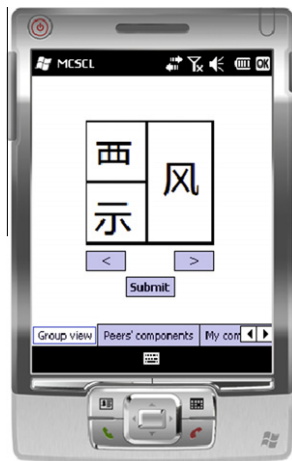 MCSCL OK
西
风
示
< >
Submit
Group view Peers' components My com